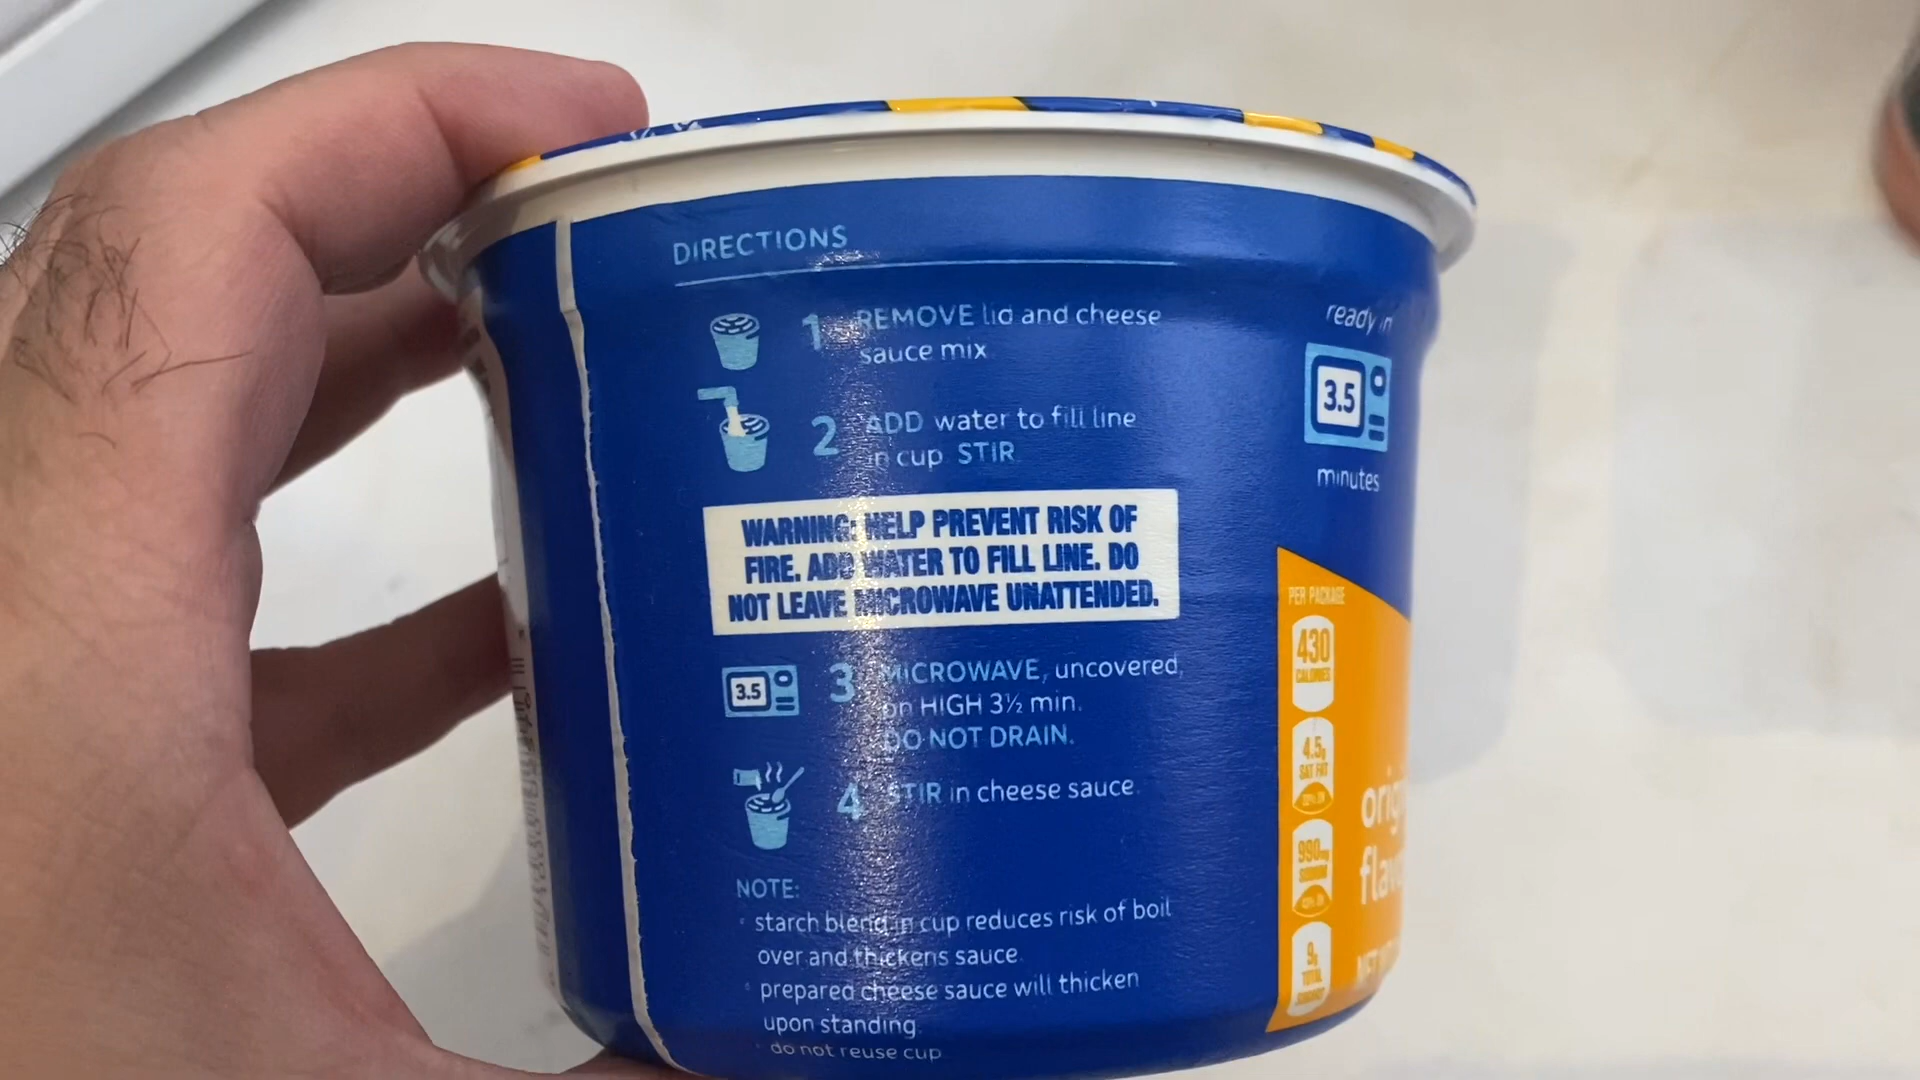 DIRECTIONS
1 REMOVE lid and cheese
sauce mix
2 ADD water to fill line
in cup STIR
WARNING: HELP PREVENT RISK OF
FIRE. ADD WATER TO FILL LINE. DO
NOT LEAVE MICROWAVE UNATTENDED.
3.5
3 MICROWAVE, uncovered,
on HIGH 3½ min.
DO NOT DRAIN.
4 STIR in cheese sauce
NOTE:
starch blend in cup reduces risk of boil
over and thickens sauce
prepared cheese sauce will thicken
upon standing
do not reuse cup
ready in
3.5
minutes
PER PACKAGE
430
CALORIES
4.5g
SAT FAT
990mg
SODIUM
9g
TOTAL
SUGARS